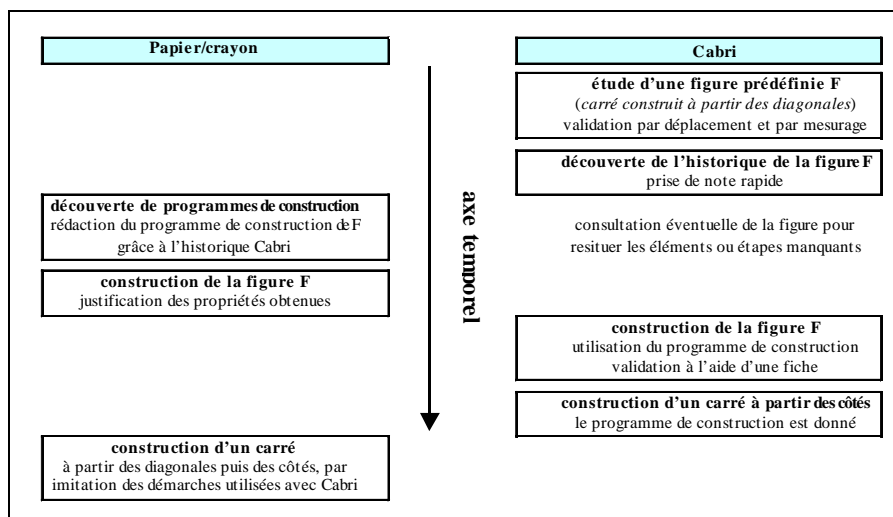 Papier/crayon
découverte de programmes de construction
rédaction du programme de construction de F
grâce à l'historique Cabri
construction de la figure F
justification des propriétés obtenues
construction d'un carré
à partir des diagonales puis des côtés, par
imitation des démarches utilisées avec Cabri
axe temporel
Cabri
étude d'une figure prédéfinie F
(carré construit à partir des diagonales)
validation par déplacement et par mesurage
découverte de l'historique de la figure F
prise de note rapide
consultation éventuelle de la figure pour
resituer les éléments ou étapes manquants
construction de la figure F
utilisation du programme de construction
validation à l'aide d'une fiche
construction d'un carré à partir des côtés
le programme de construction est donné